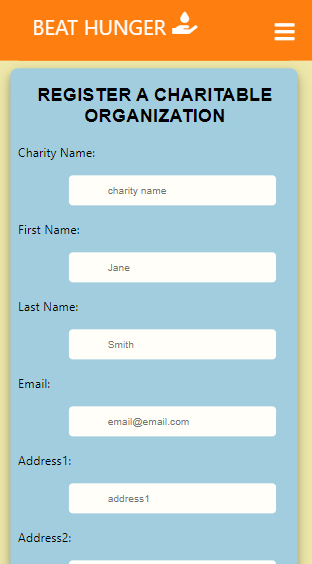 BEAT HUNGER
REGISTER A CHARITABLE
ORGANIZATION
Charity Name:
charity name
First Name:
Jane
Last Name:
Smith
Email:
email@email.com
Address1:
address1
Address2: